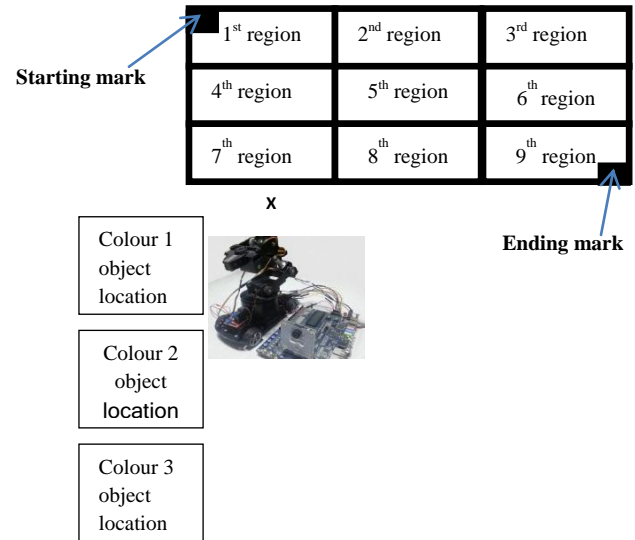 1st region
2nd region
3rd region
Starting mark
4th region
5th region
6th region
7th region
8th region
9th region
X
Ending mark
Colour 1
object
location
Colour 2
object
location
Colour 3
object
location